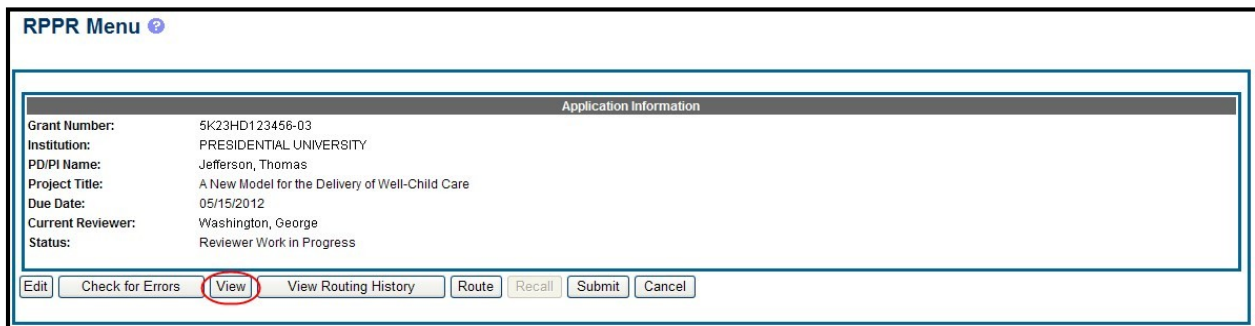 RPPR Menu ?
Application Information
Grant Number: 5K23HD123456-03
Institution: PRESIDENTIAL UNIVERSITY
PD/PI Name: Jefferson, Thomas
Project Title: A New Model for the Delivery of Well-Child Care
Due Date: 05/15/2012
Current Reviewer: Washington, George
Status: Reviewer Work in Progress
Edit Check for Errors View View Routing History Route Recall Submit Cancel